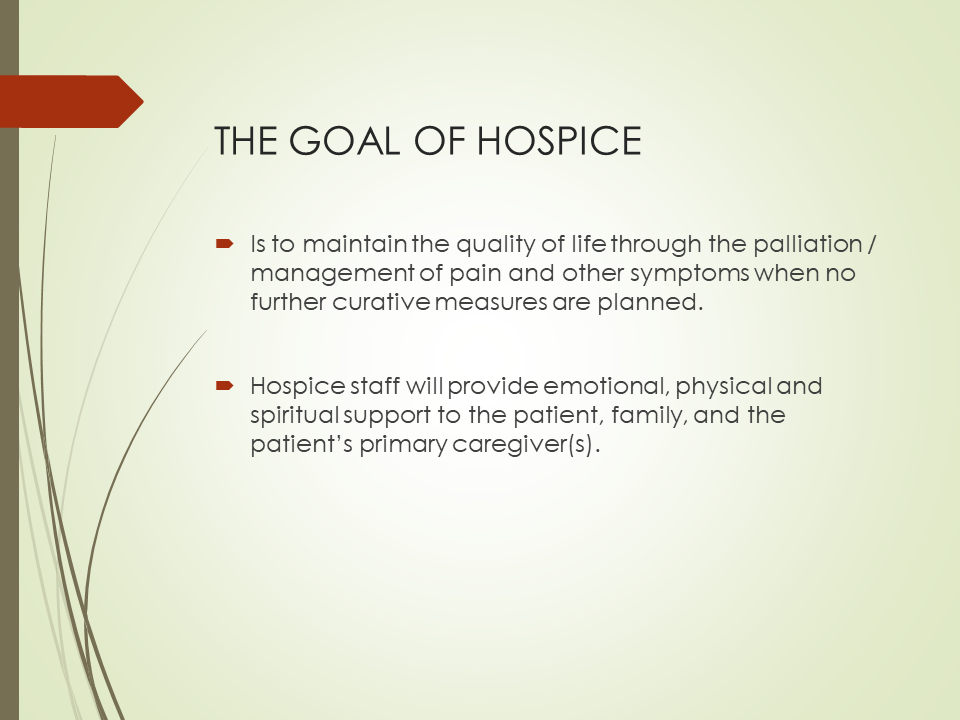 THE GOAL OF HOSPICE
Is to maintain the quality of life through the palliation /
management of pain and other symptoms when no
further curative measures are planned.
Hospice staff will provide emotional, physical and
spiritual support to the patient, family, and the
patient’s primary caregiver(s).